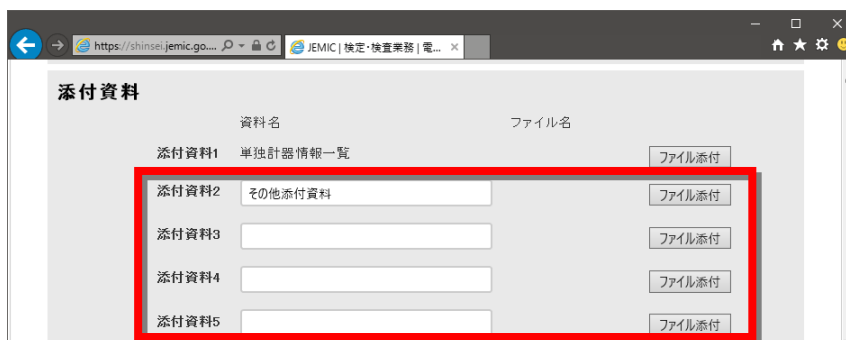 https://shinsei.jemic.go....
JEMIC | 検定・検査業務 | 電...
添付資料
資料名 ファイル名
添付資料1 単独計器情報一覧 ファイル添付
添付資料2 その他添付資料 ファイル添付
添付資料3 ファイル添付
添付資料4 ファイル添付
添付資料5 ファイル添付